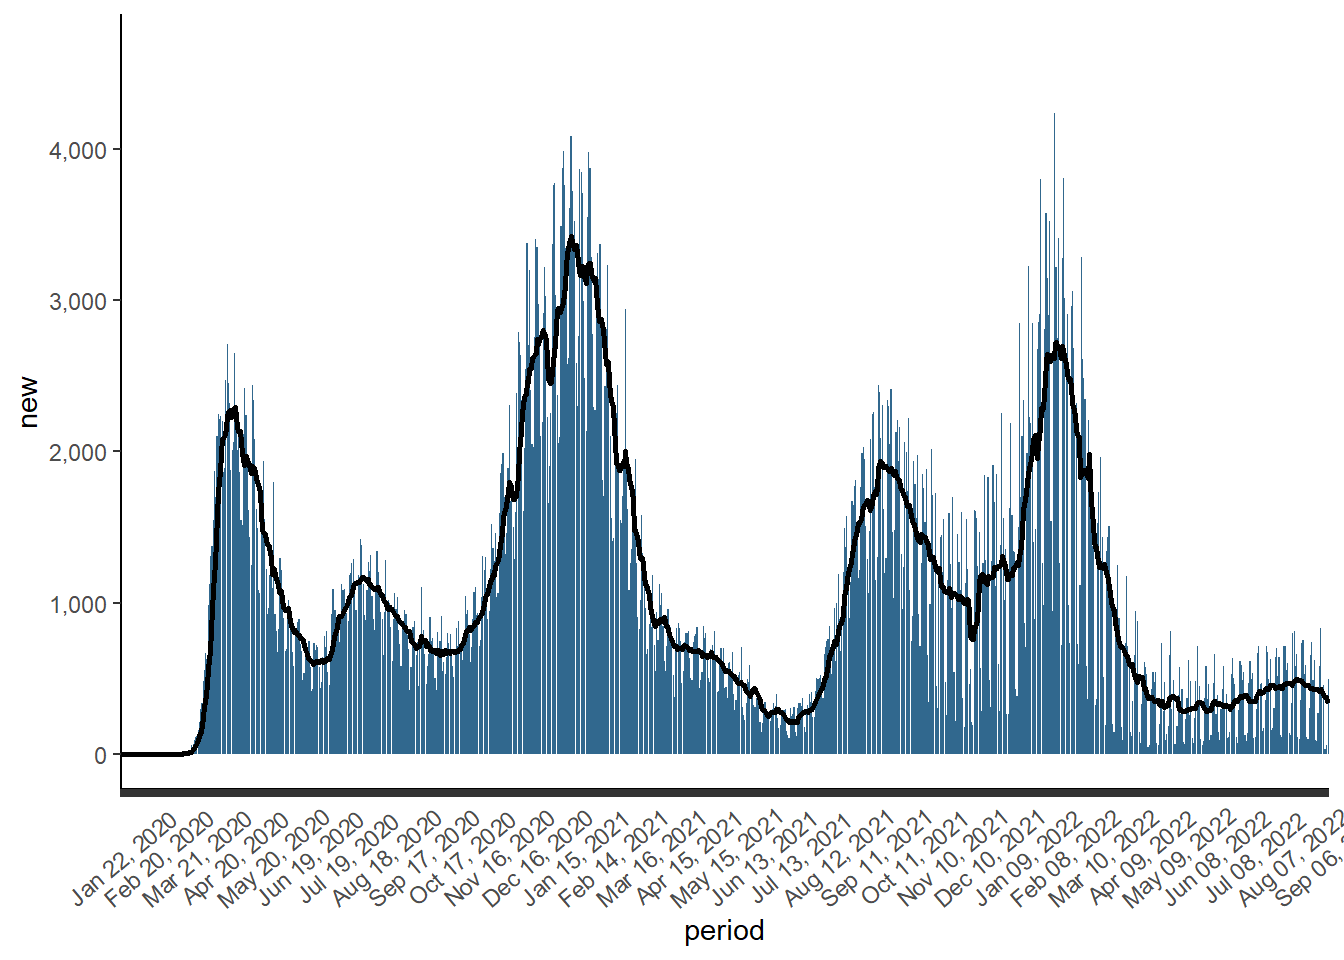 new
4,000
3,000
2,000
1,000
0
Jan 22, 2020
Feb 20, 2020
Mar 21, 2020
Apr 20, 2020
May 20, 2020
Jun 19, 2020
Jul 19, 2020
Aug 18, 2020
Sep 17, 2020
Oct 17, 2020
Nov 16, 2020
Dec 16, 2020
Jan 15, 2021
Feb 14, 2021
Mar 16, 2021
Apr 15, 2021
May 15, 2021
Jun 13, 2021
Jul 13, 2021
Aug 12, 2021
Sep 11, 2021
Oct 11, 2021
Nov 10, 2021
Dec 10, 2021
Jan 09, 2022
Feb 08, 2022
Mar 10, 2022
Apr 09, 2022
May 09, 2022
Jun 08, 2022
Jul 08, 2022
Aug 07, 2022
Sep 06,
period